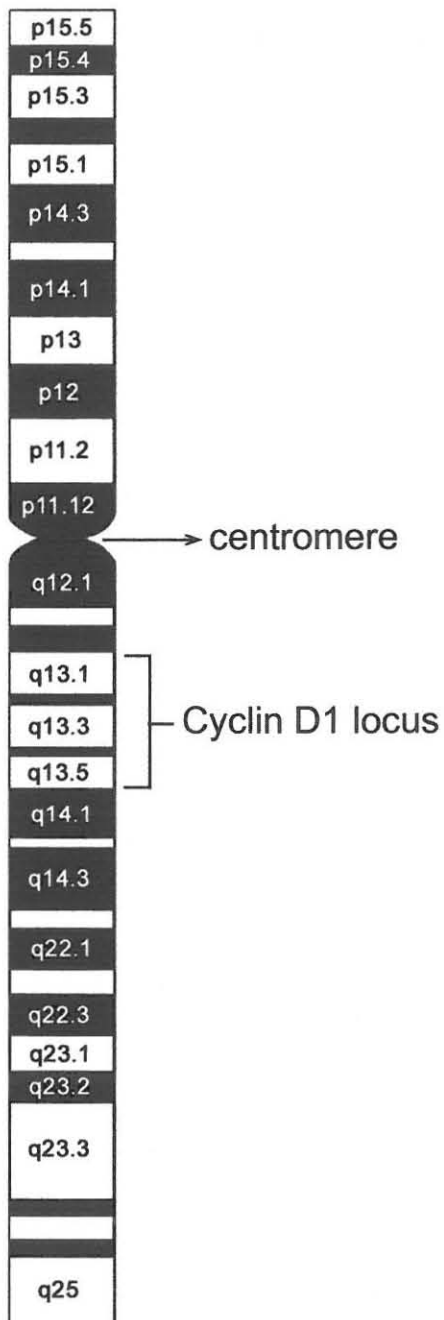 p15.5
p15.4
p15.3
p15.1
p14.3
p14.1
p13
p12
p11.2
p11.12
centromere
q12.1
q13.1
q13.3
Cyclin D1 locus
q13.5
q14.1
q14.3
q22.1
q22.3
q23.1
q23.2
q23.3
q25